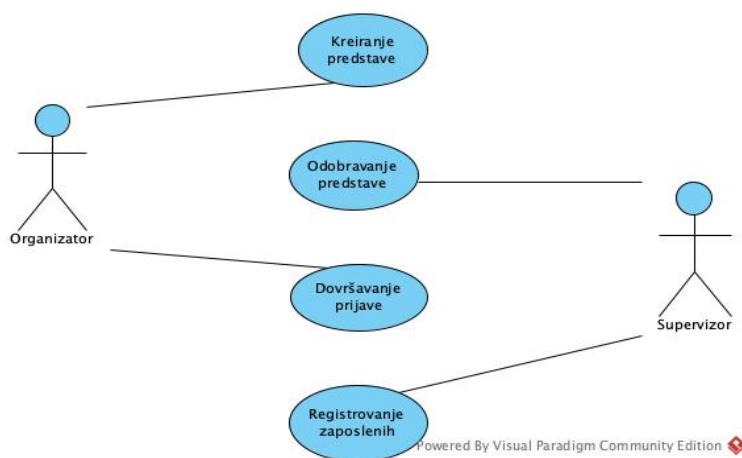 Kreiranje
predstave
Odobravanje
predstave
Organizator
Dovršavanje
prijave
Supervizor
Registrovanje
zaposlenih
Powered By Visual Paradigm Community Edition